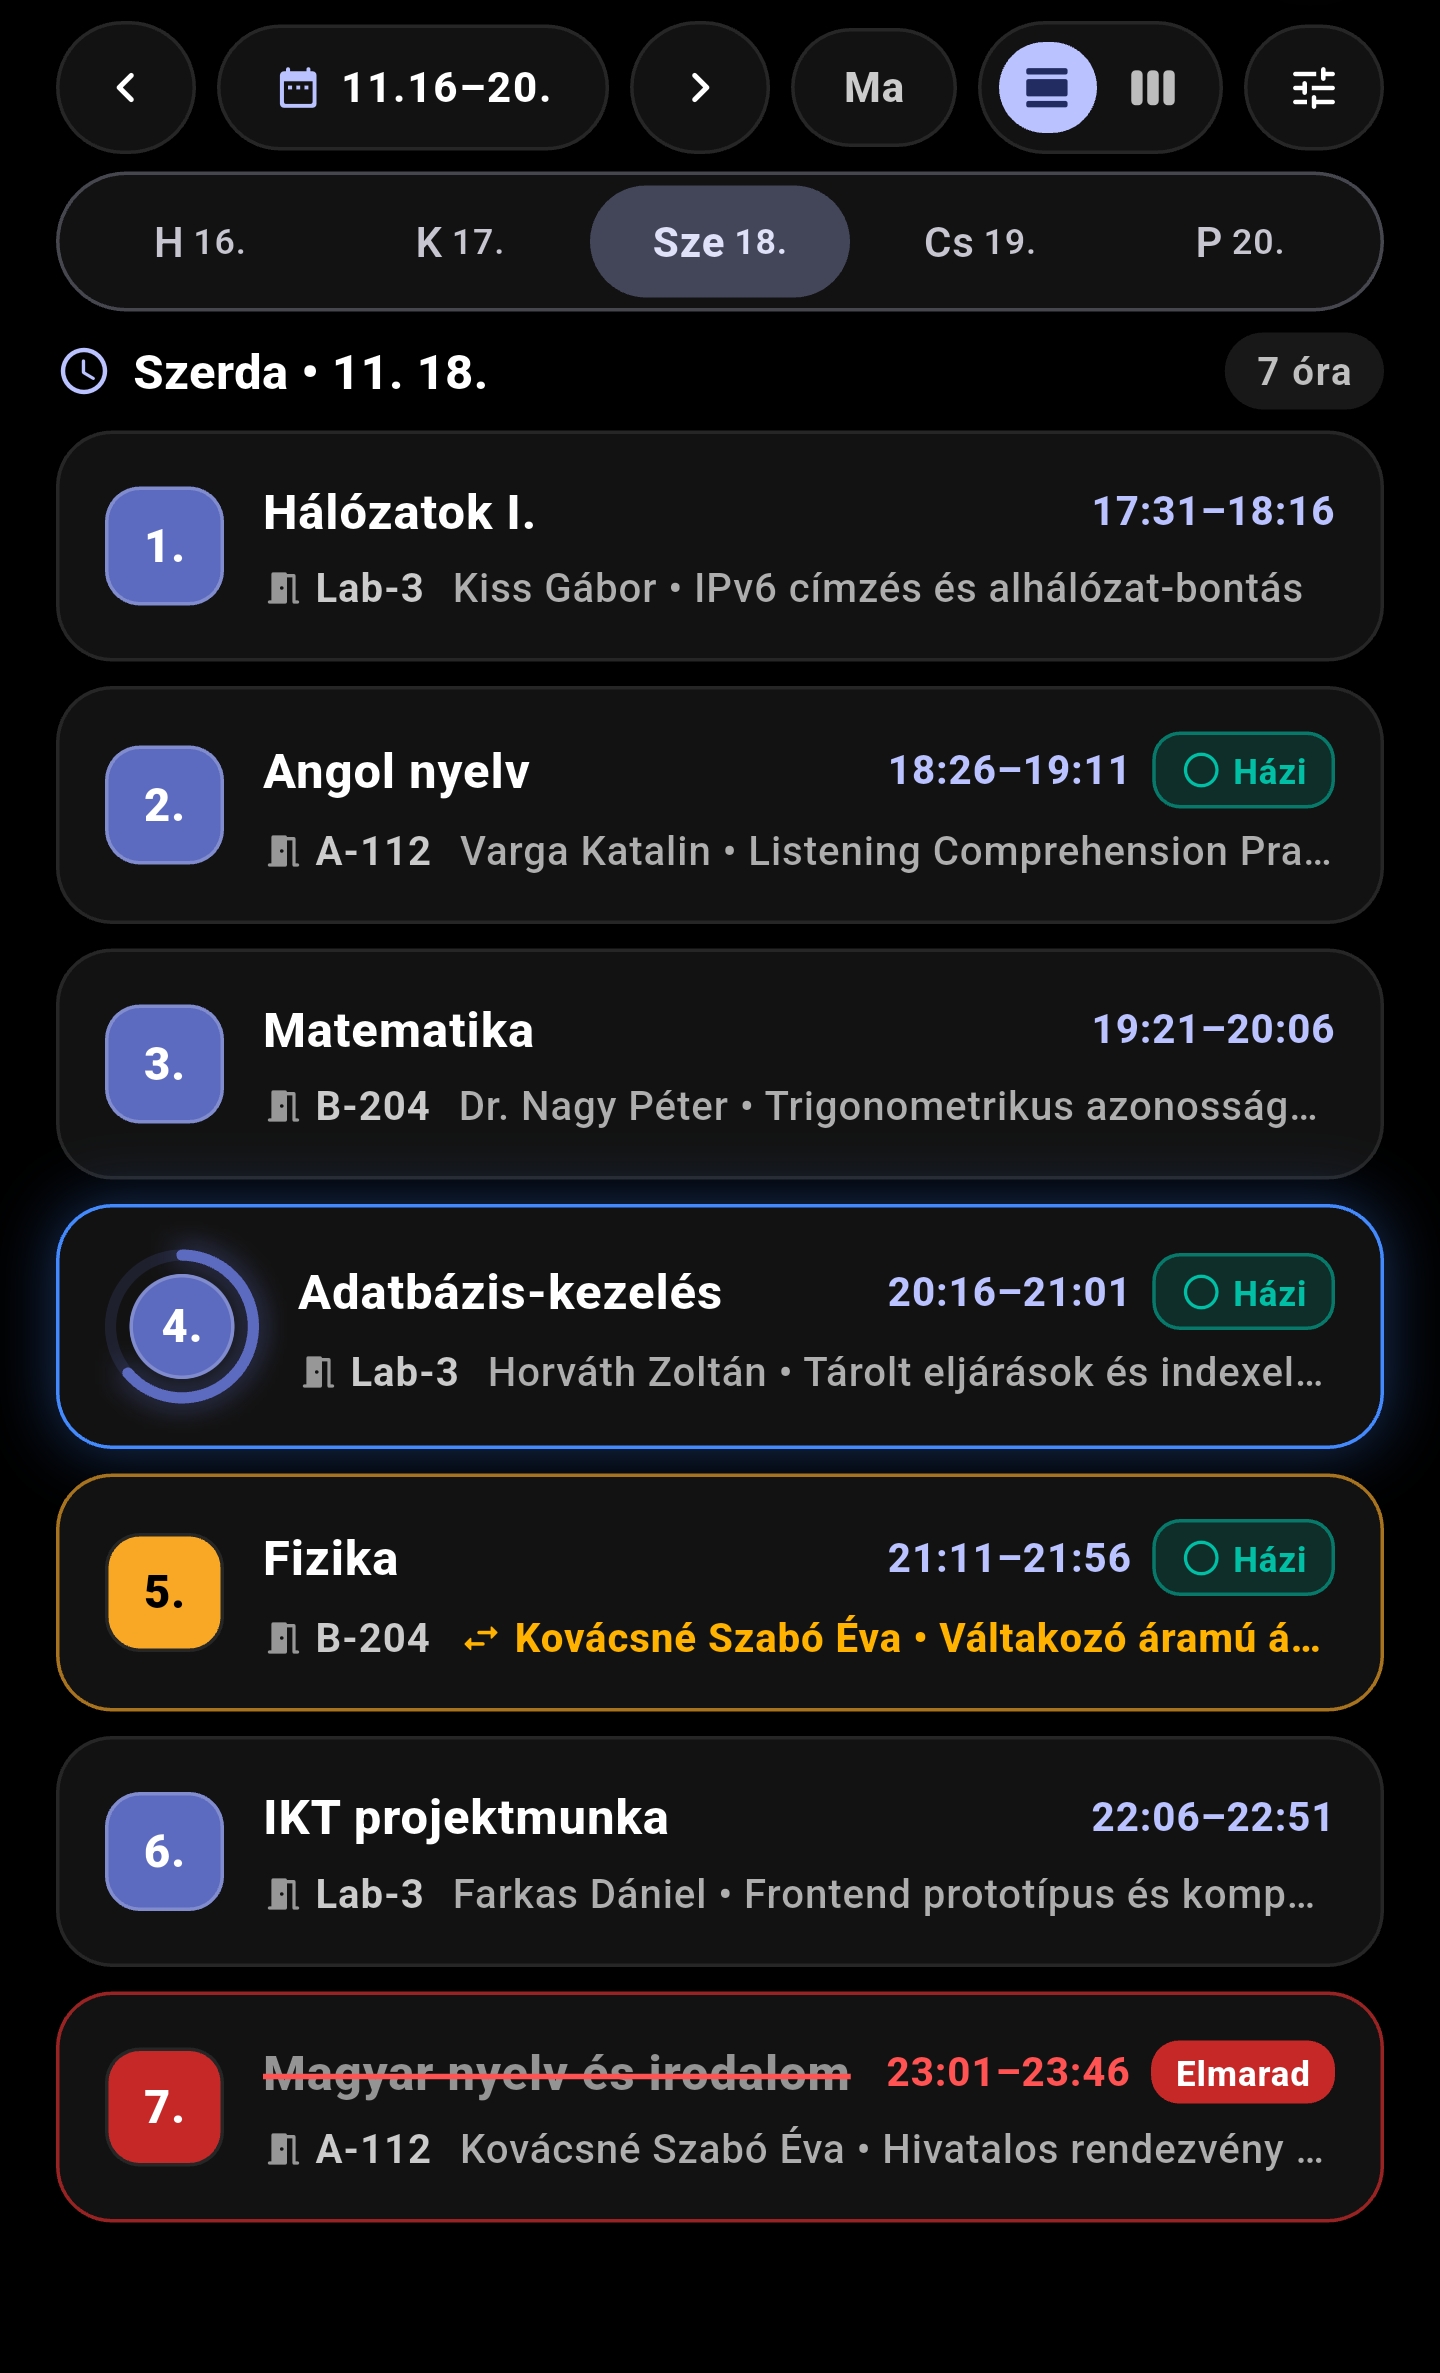 11.16–20. Ma
H 16. K 17. Sze 18. Cs 19. P 20.
Szerda • 11. 18. 7 óra
1. Hálózatok I. 17:31–18:16
Lab-3 Kiss Gábor • IPv6 címzés és alhálózat-bontás
2. Angol nyelv 18:26–19:11 Házi
A-112 Varga Katalin • Listening Comprehension Pra…
3. Matematika 19:21–20:06
B-204 Dr. Nagy Péter • Trigonometrikus azonosság…
4. Adatbázis-kezelés 20:16–21:01 Házi
Lab-3 Horváth Zoltán • Tárolt eljárások és indexel…
5. Fizika 21:11–21:56 Házi
B-204 Kovácsné Szabó Éva • Váltakozó áramú á…
6. IKT projektmunka 22:06–22:51
Lab-3 Farkas Dániel • Frontend prototípus és komp…
7. Magyar nyelv és irodalom 23:01–23:46 Elmarad
A-112 Kovácsné Szabó Éva • Hivatalos rendezvény …